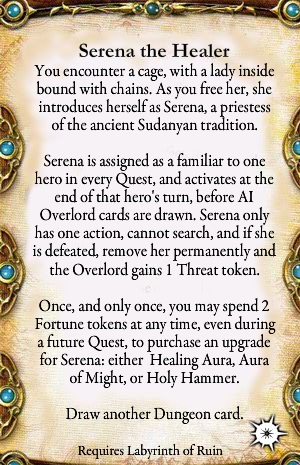 Serena the Healer
You encounter a cage, with a lady inside
bound with chains. As you free her, she
introduces herself as Serena, a priestess
of the ancient Sudanyan tradition.
Serena is assigned as a familiar to one
hero in every Quest, and activates at the
end of that hero's turn, before AI
Overlord cards are drawn. Serena only
has one action, cannot search, and if she
is defeated, remove her permanently and
the Overlord gains 1 Threat token.
Once, and only once, you may spend 2
Fortune tokens at any time, even during
a future Quest, to purchase an upgrade
for Serena: either Healing Aura, Aura
of Might, or Holy Hammer.
Draw another Dungeon card.
Requires Labyrinth of Ruin